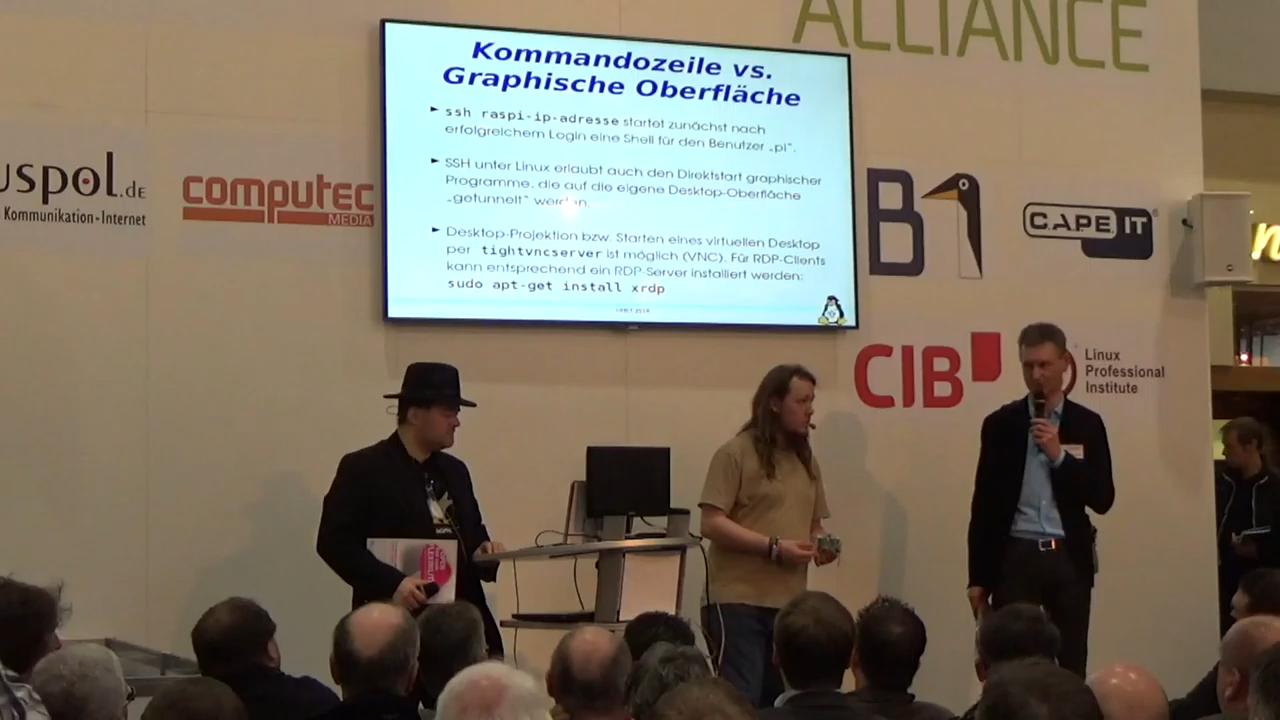 ALLIANCE
Kommandozeile vs.
Graphische Oberfläche
► ssh raspi-ip-adresse startet zunächst nach
erfolgreichem Login eine Shell für den Benutzer „pi“.
► SSH unter Linux erlaubt auch den Direktstart graphischer
Programme, die auf die eigene Desktop-Oberfläche
„getunnelt“ werden.
► Desktop-Projektion bzw. Starten eines virtuellen Desktop
per tightvncserver ist möglich (VNC). Für RDP-Clients
kann entsprechend ein RDP-Server installiert werden:
sudo apt-get install xrdp
uspol.DE
Kommunikation-Internet
computec
MEDIA
B1
C.A.P.E. IT
CIB
Linux
Professional
Institute